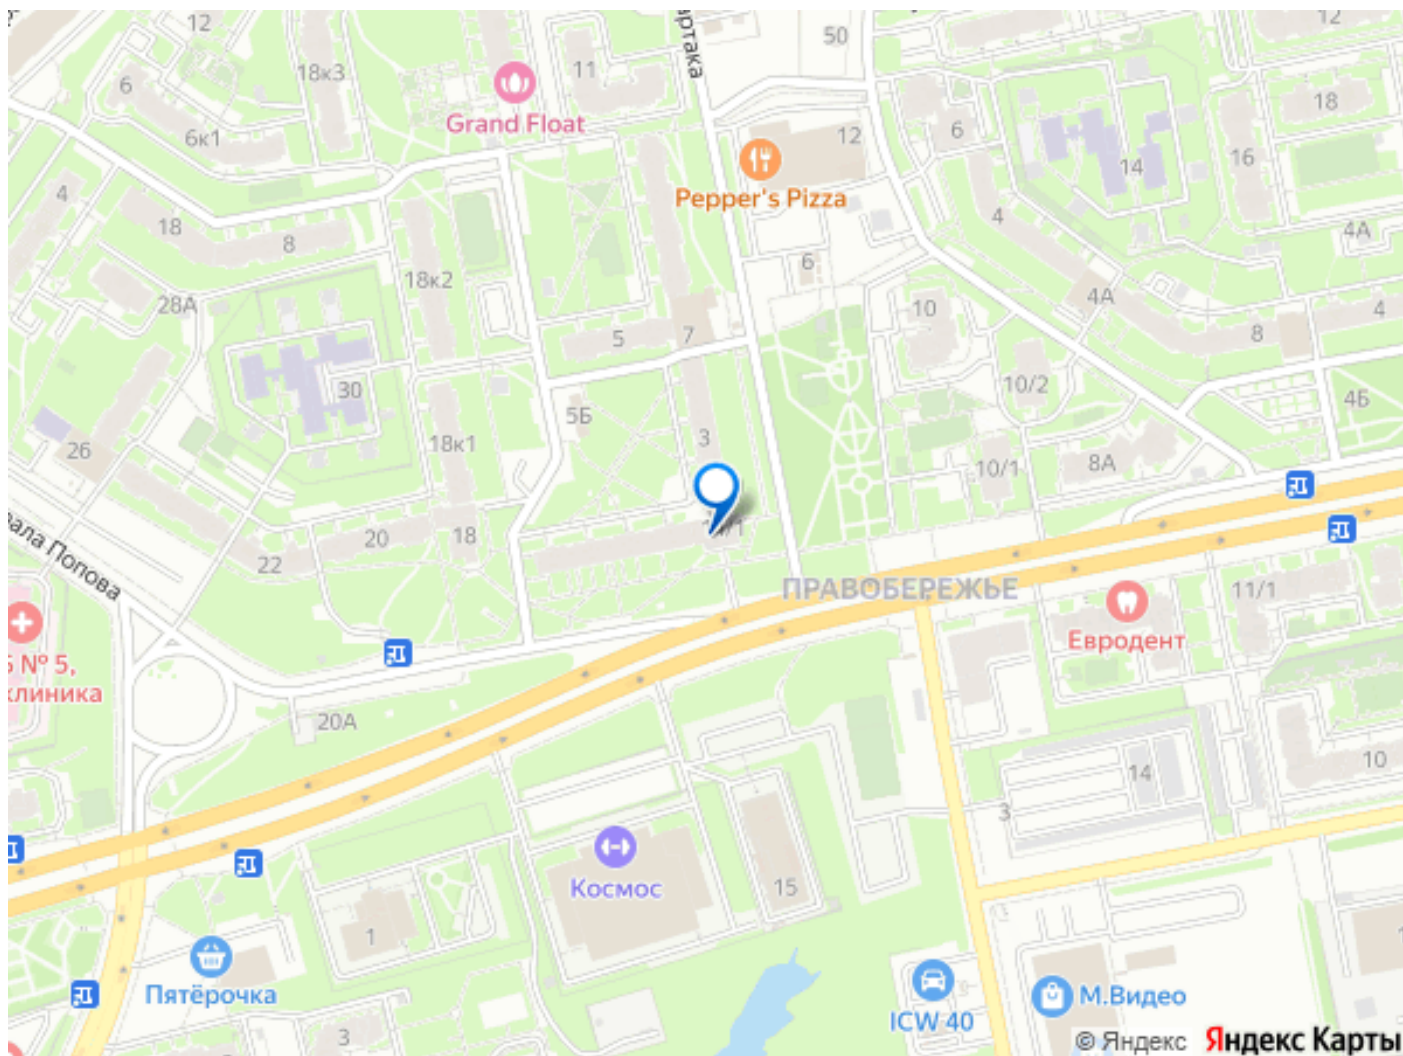 12
50
12
18к3
11
6
Grand Float
6к1
12
6
14
18
16
Pepper's Pizza
4
18
8
4
4А
6
18к2
28А
4А
10
5
7
8
4
30
10/2
5Б
4Б
18к1
3
26
10/1
8А
20
18
22
ала Попова
ПРАВОБЕРЕЖЬЕ
11/1
Евродент
№ 5,
клиника
20А
10
14
3
Космос
15
1
Пятёрочка
М.Видео
ICW 40
3
© Яндекс Яндекс Карты